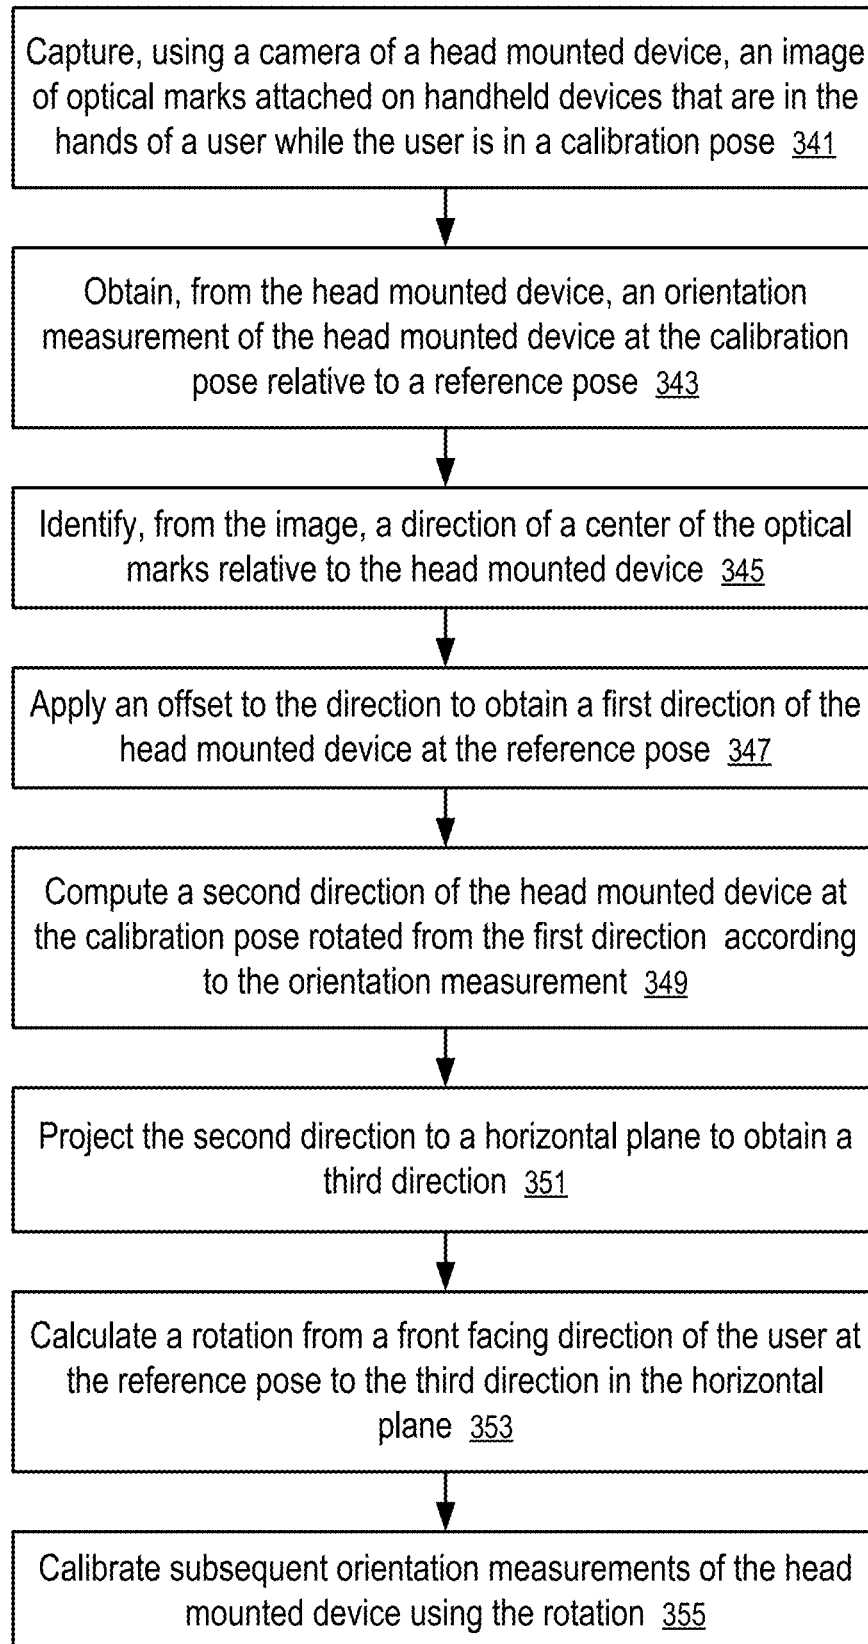 Capture, using a camera of a head mounted device, an image
of optical marks attached on handheld devices that are in the
hands of a user while the user is in a calibration pose 341
Obtain, from the head mounted device, an orientation
measurement of the head mounted device at the calibration
pose relative to a reference pose 343
Identify, from the image, a direction of a center of the optical
marks relative to the head mounted device 345
Apply an offset to the direction to obtain a first direction of the
head mounted device at the reference pose 347
Compute a second direction of the head mounted device at
the calibration pose rotated from the first direction according
to the orientation measurement 349
Project the second direction to a horizontal plane to obtain a
third direction 351
Calculate a rotation from a front facing direction of the user at
the reference pose to the third direction in the horizontal
plane 353
Calibrate subsequent orientation measurements of the head
mounted device using the rotation 355